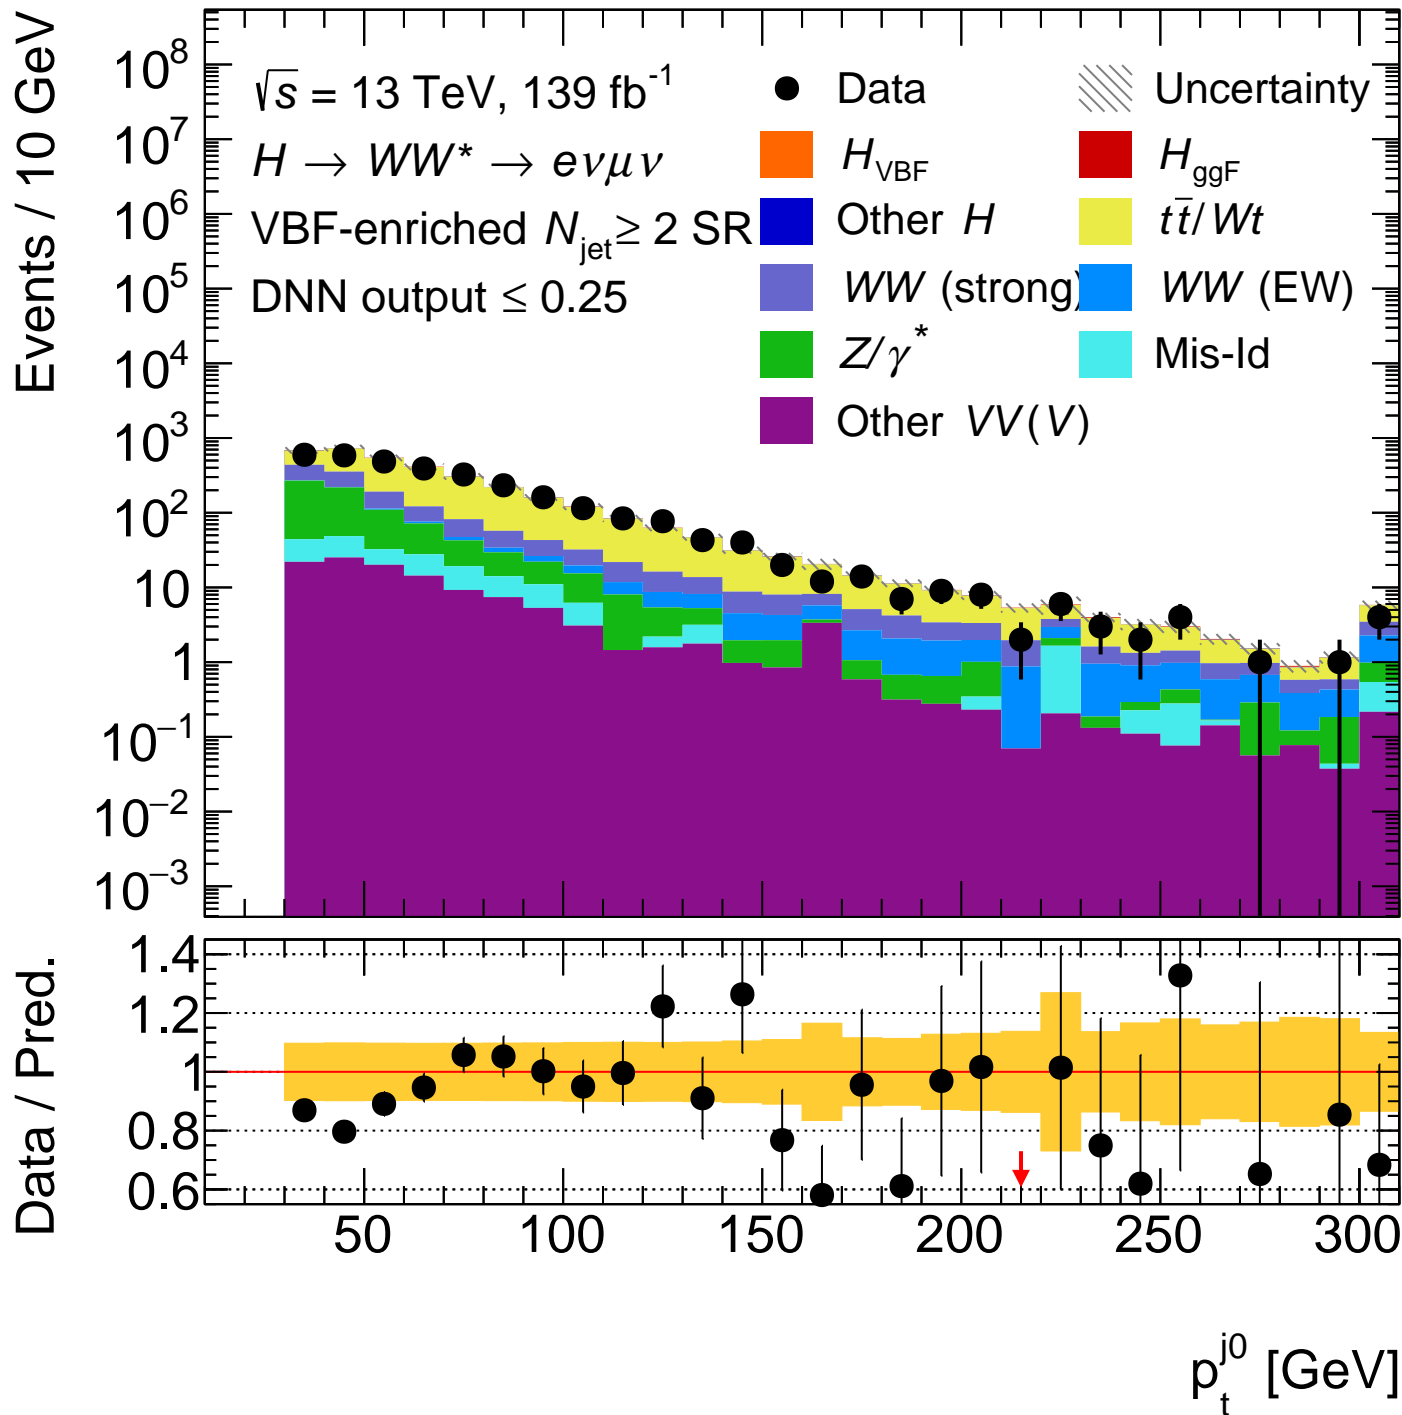 Events / 10 GeV
10⁸
10⁷
10⁶
10⁵
10⁴
10³
10²
10
1
10⁻¹
10⁻²
10⁻³
√s = 13 TeV, 139 fb⁻¹
H → WW* → eνμν
VBF-enriched N_jet ≥ 2 SR
DNN output ≤ 0.25
Data
Uncertainty
H_VBF
H_ggF
Other H
tt̄/Wt
WW (strong)
WW (EW)
Z/γ*
Mis-Id
Other VV(V)
Data / Pred.
1.4
1.2
1
0.8
0.6
50 100 150 200 250 300
p_t^j0 [GeV]